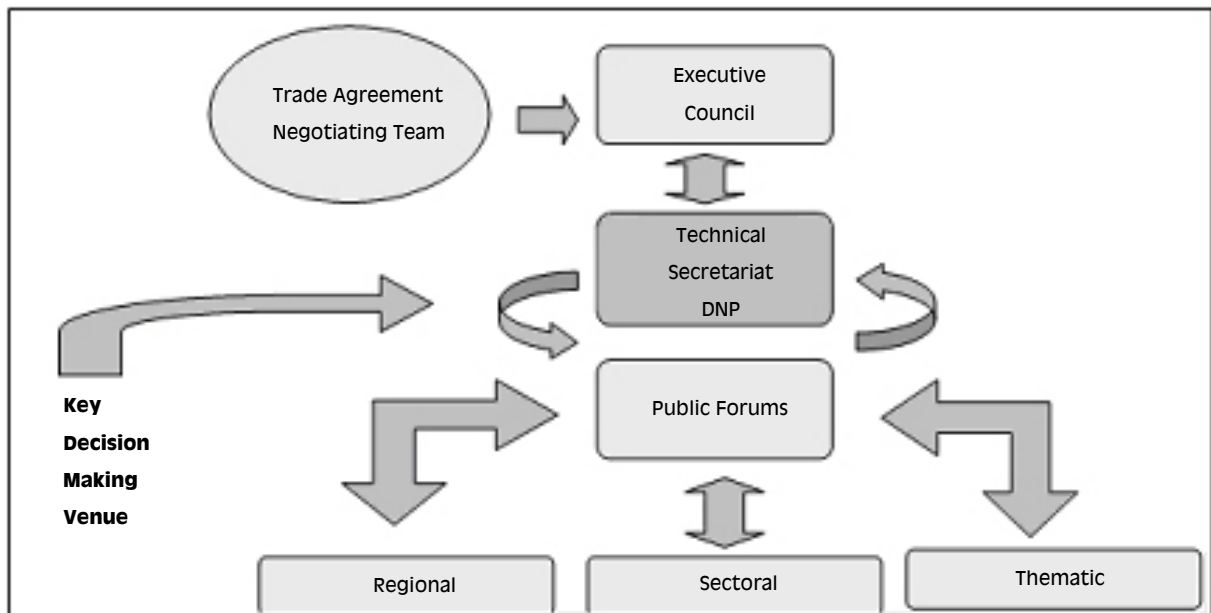 Trade Agreement
Negotiating Team
Executive
Council
Technical
Secretariat
DNP
Key
Decision
Making
Venue
Public Forums
Regional
Sectoral
Thematic